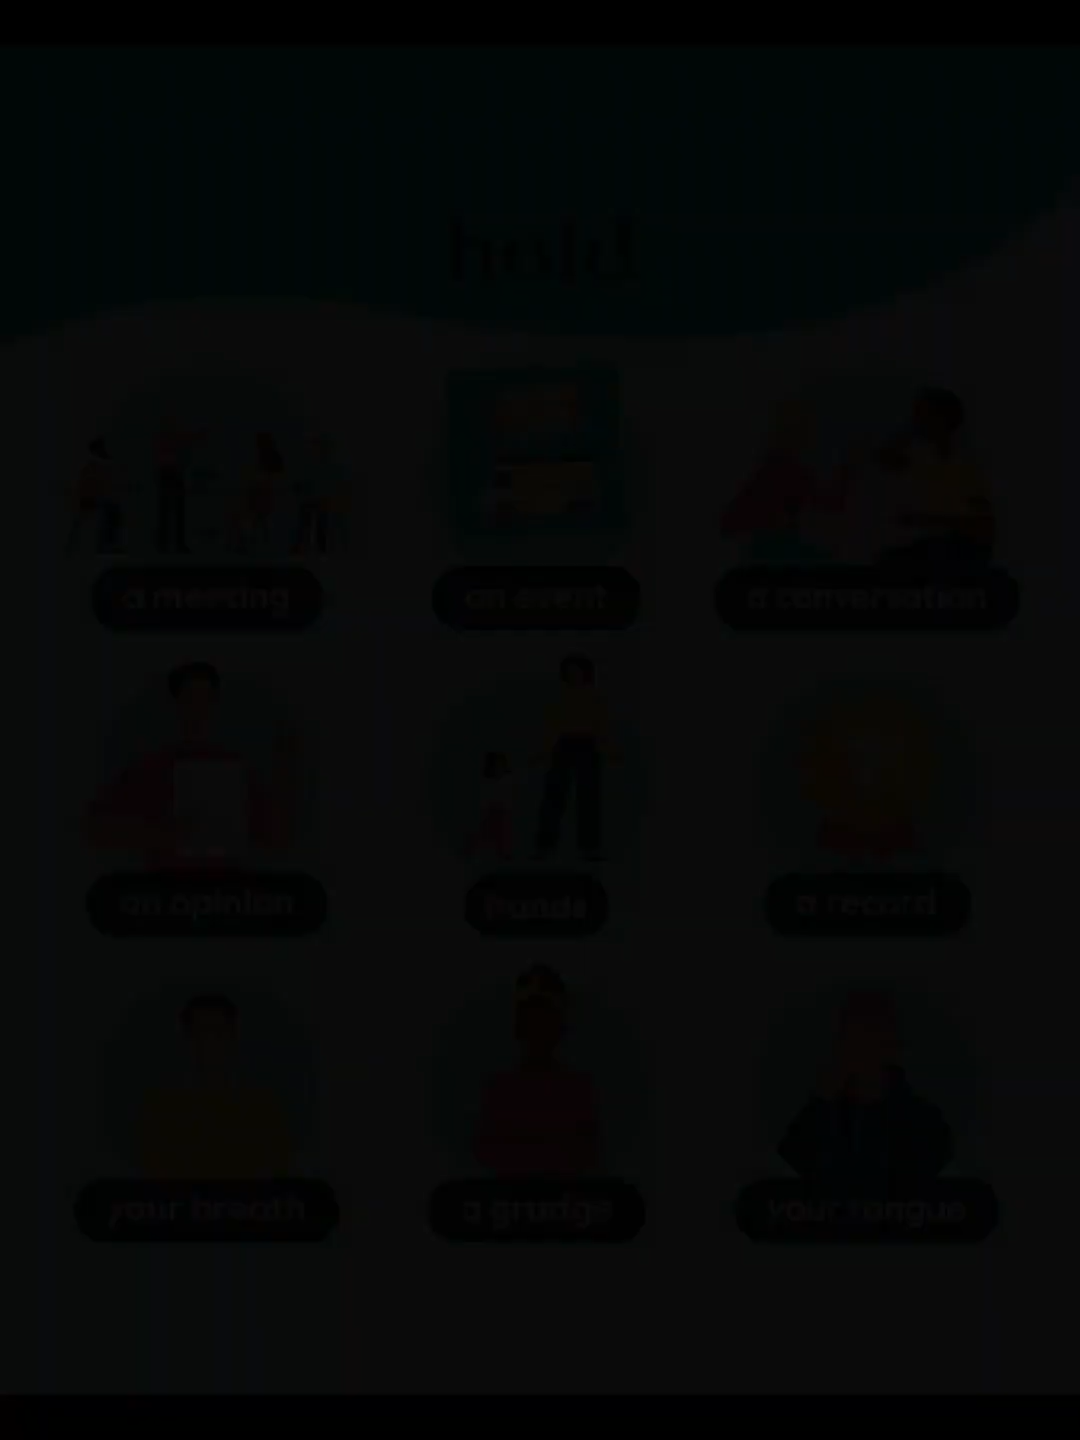 hold
a meeting
an event
a conversation
an opinion
hands
a record
your breath
a grudge
your tongue